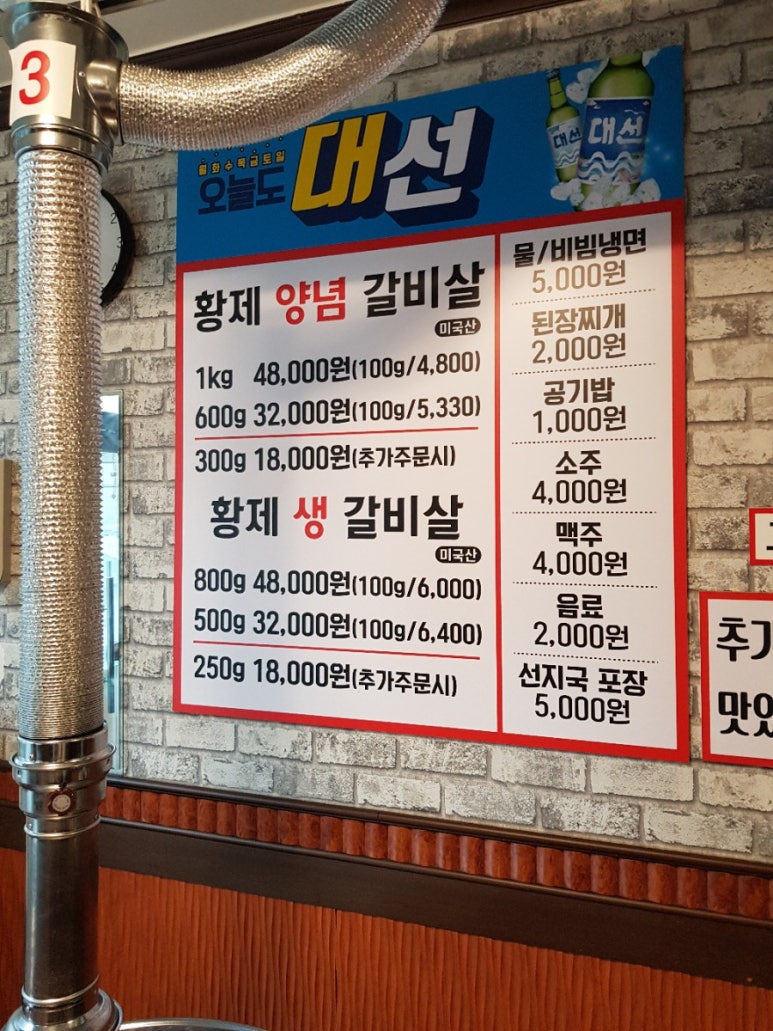 3
월화수목금토일
오늘도 대선
대선
대선
황제 양념 갈비살
미국산
1kg 48,000원(100g/4,800)
600g 32,000원(100g/5,330)
300g 18,000원(추가주문시)
황제 생 갈비살
미국산
800g 48,000원(100g/6,000)
500g 32,000원(100g/6,400)
250g 18,000원(추가주문시)
물/비빔냉면
5,000원
된장찌개
2,000원
공기밥
1,000원
소주
4,000원
맥주
4,000원
음료
2,000원
선지국 포장
5,000원
추가
맛있
2
3